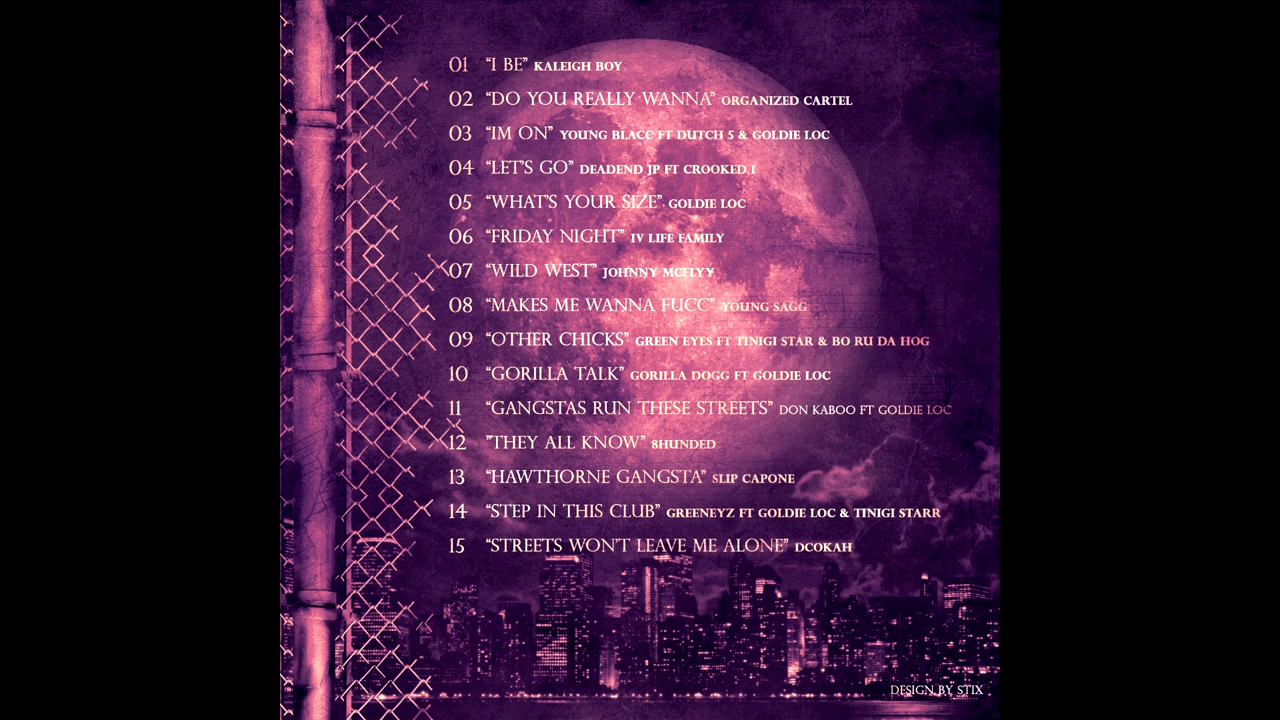 01 “I BE” KALEIGH BOY
02 “DO YOU REALLY WANNA” ORGANIZED CARTEL
03 “IM ON” YOUNG BLACC FT DUTCH 5 & GOLDIE LOC
04 “LET'S GO” DEADEND JP FT CROOKED I
05 “WHAT'S YOUR SIZE” GOLDIE LOC
06 “FRIDAY NIGHT” IV LIFE FAMILY
07 “WILD WEST” JOHNNY MCFLYY
08 “MAKES ME WANNA FUCC” YOUNG SAGG
09 “OTHER CHICKS” GREEN EYES FT TINIGI STAR & BO RU DA HOG
10 “GORILLA TALK” GORILLA DOGG FT GOLDIE LOC
11 “GANGSTAS RUN THESE STREETS” DON KABOO FT GOLDIE LOC
12 ”THEY ALL KNOW” 8HUNDED
13 “HAWTHORNE GANGSTA” SLIP CAPONE
14 “STEP IN THIS CLUB” GREENEYZ FT GOLDIE LOC & TINIGI STARR
15 “STREETS WON'T LEAVE ME ALONE” DCOKAH
DESIGN BY STIX